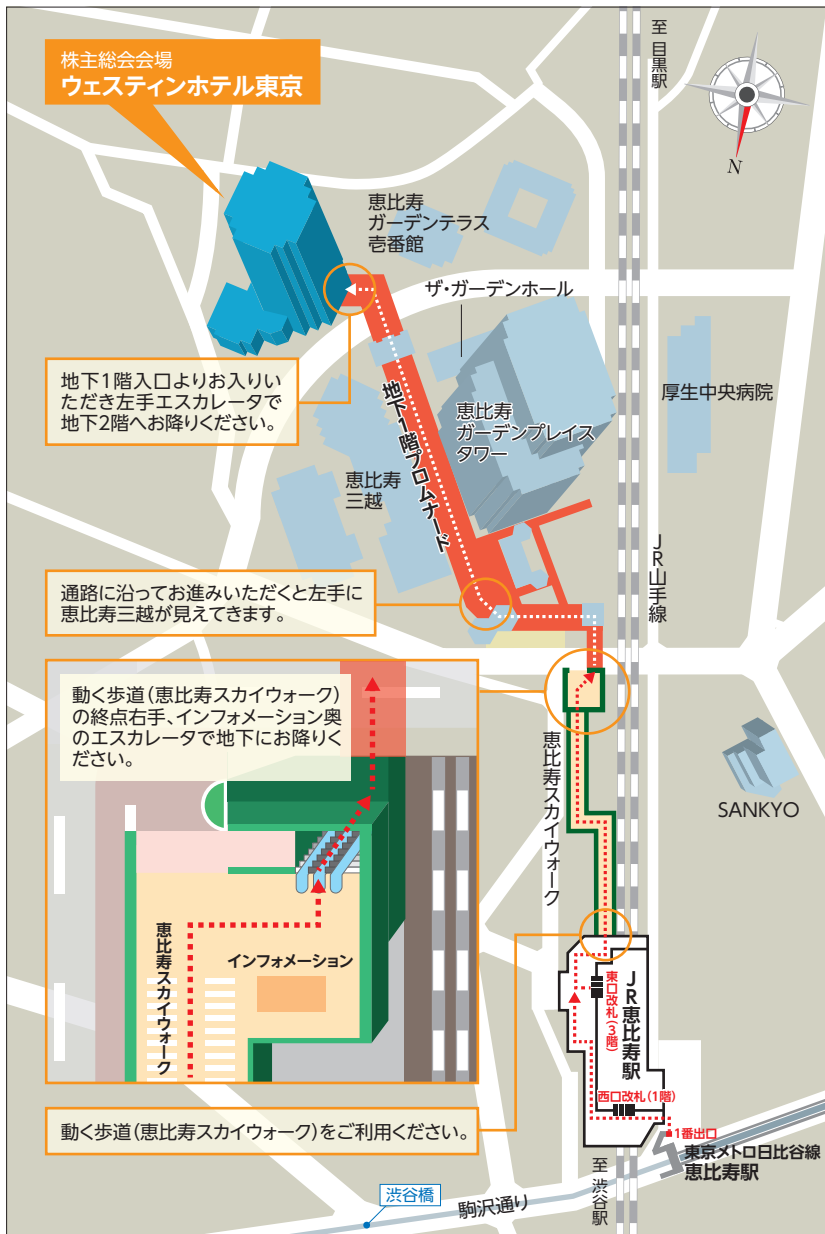 株主総会会場
ウェスティンホテル東京
至 目黒駅
N
恵比寿
ガーデンテラス
壱番館
ザ・ガーデンホール
地下1階入口よりお入りい
ただき左手エスカレータで
地下2階へお降りください。
地下1階プロムナード
恵比寿
ガーデンプレイス
タワー
厚生中央病院
恵比寿
三越
JR山手線
通路に沿ってお進みいただくと左手に
恵比寿三越が見えてきます。
動く歩道(恵比寿スカイウォーク)
の終点右手、インフォメーション奥
のエスカレータで地下にお降りく
ださい。
恵比寿スカイウォーク
SANKYO
恵比寿スカイウォーク
インフォメーション
JR恵比寿駅
東口改札(3階)
西口改札(1階)
動く歩道(恵比寿スカイウォーク)をご利用ください。
1番出口
東京メトロ日比谷線
恵比寿駅
至 渋谷駅
渋谷橋
駒沢通り